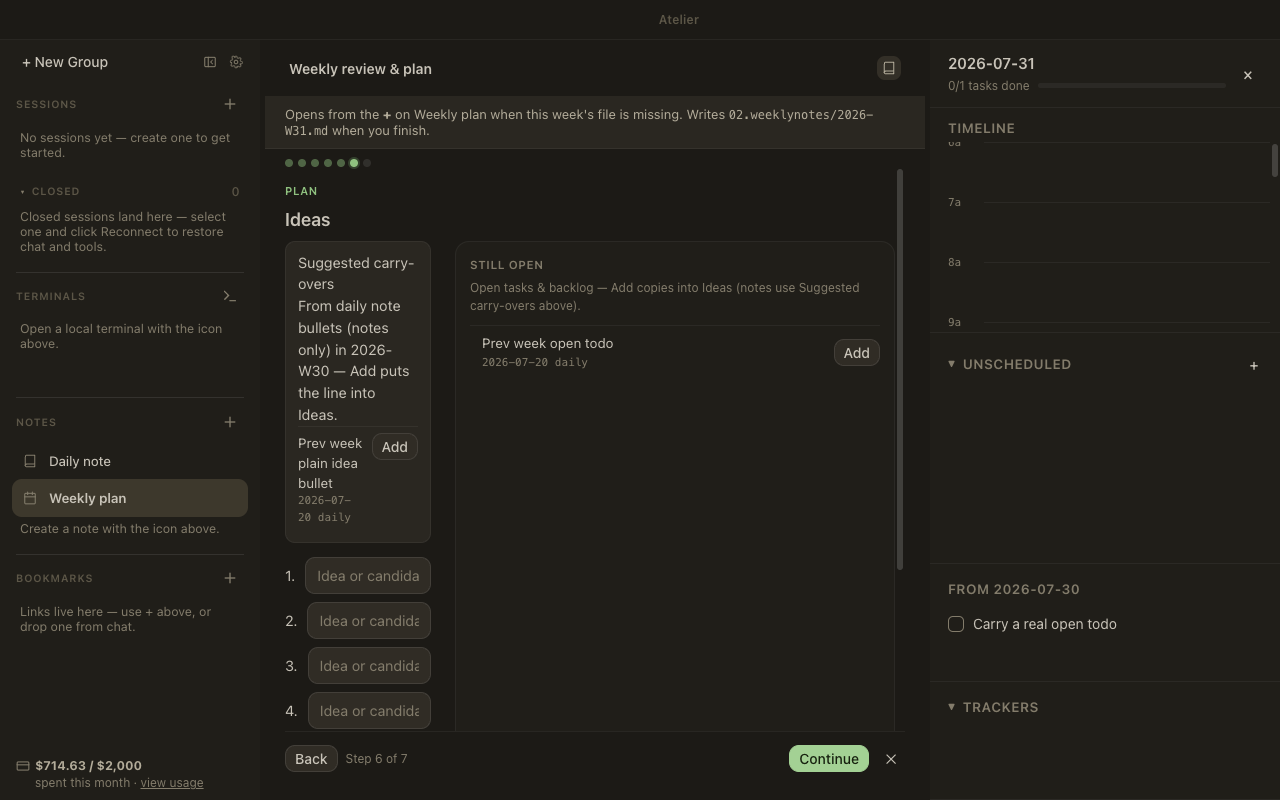 Atelier
+ New Group
SESSIONS
No sessions yet — create one to get
started.
CLOSED
0
Closed sessions land here — select
one and click Reconnect to restore
chat and tools.
TERMINALS
Open a local terminal with the icon
above.
NOTES
Daily note
Weekly plan
Create a note with the icon above.
BOOKMARKS
Links live here — use + above, or
drop one from chat.
$714.63 / $2,000
spent this month · view usage
Weekly review & plan
Opens from the + on Weekly plan when this week's file is missing. Writes 02.weeklynotes/2026-
W31.md when you finish.
PLAN
Ideas
Suggested carry-
overs
From daily note
bullets (notes
only) in 2026-
W30 — Add puts
the line into
Ideas.
Prev week
plain idea
bullet
2026-07-
20 daily
Add
1. Idea or candida
2. Idea or candida
3. Idea or candida
4. Idea or candida
STILL OPEN
Open tasks & backlog — Add copies into Ideas (notes use Suggested
carry-overs above).
Prev week open todo
2026-07-20 daily
Add
Back
Step 6 of 7
Continue
2026-07-31
0/1 tasks done
TIMELINE
6a
7a
8a
9a
UNSCHEDULED
+
FROM 2026-07-30
Carry a real open todo
TRACKERS